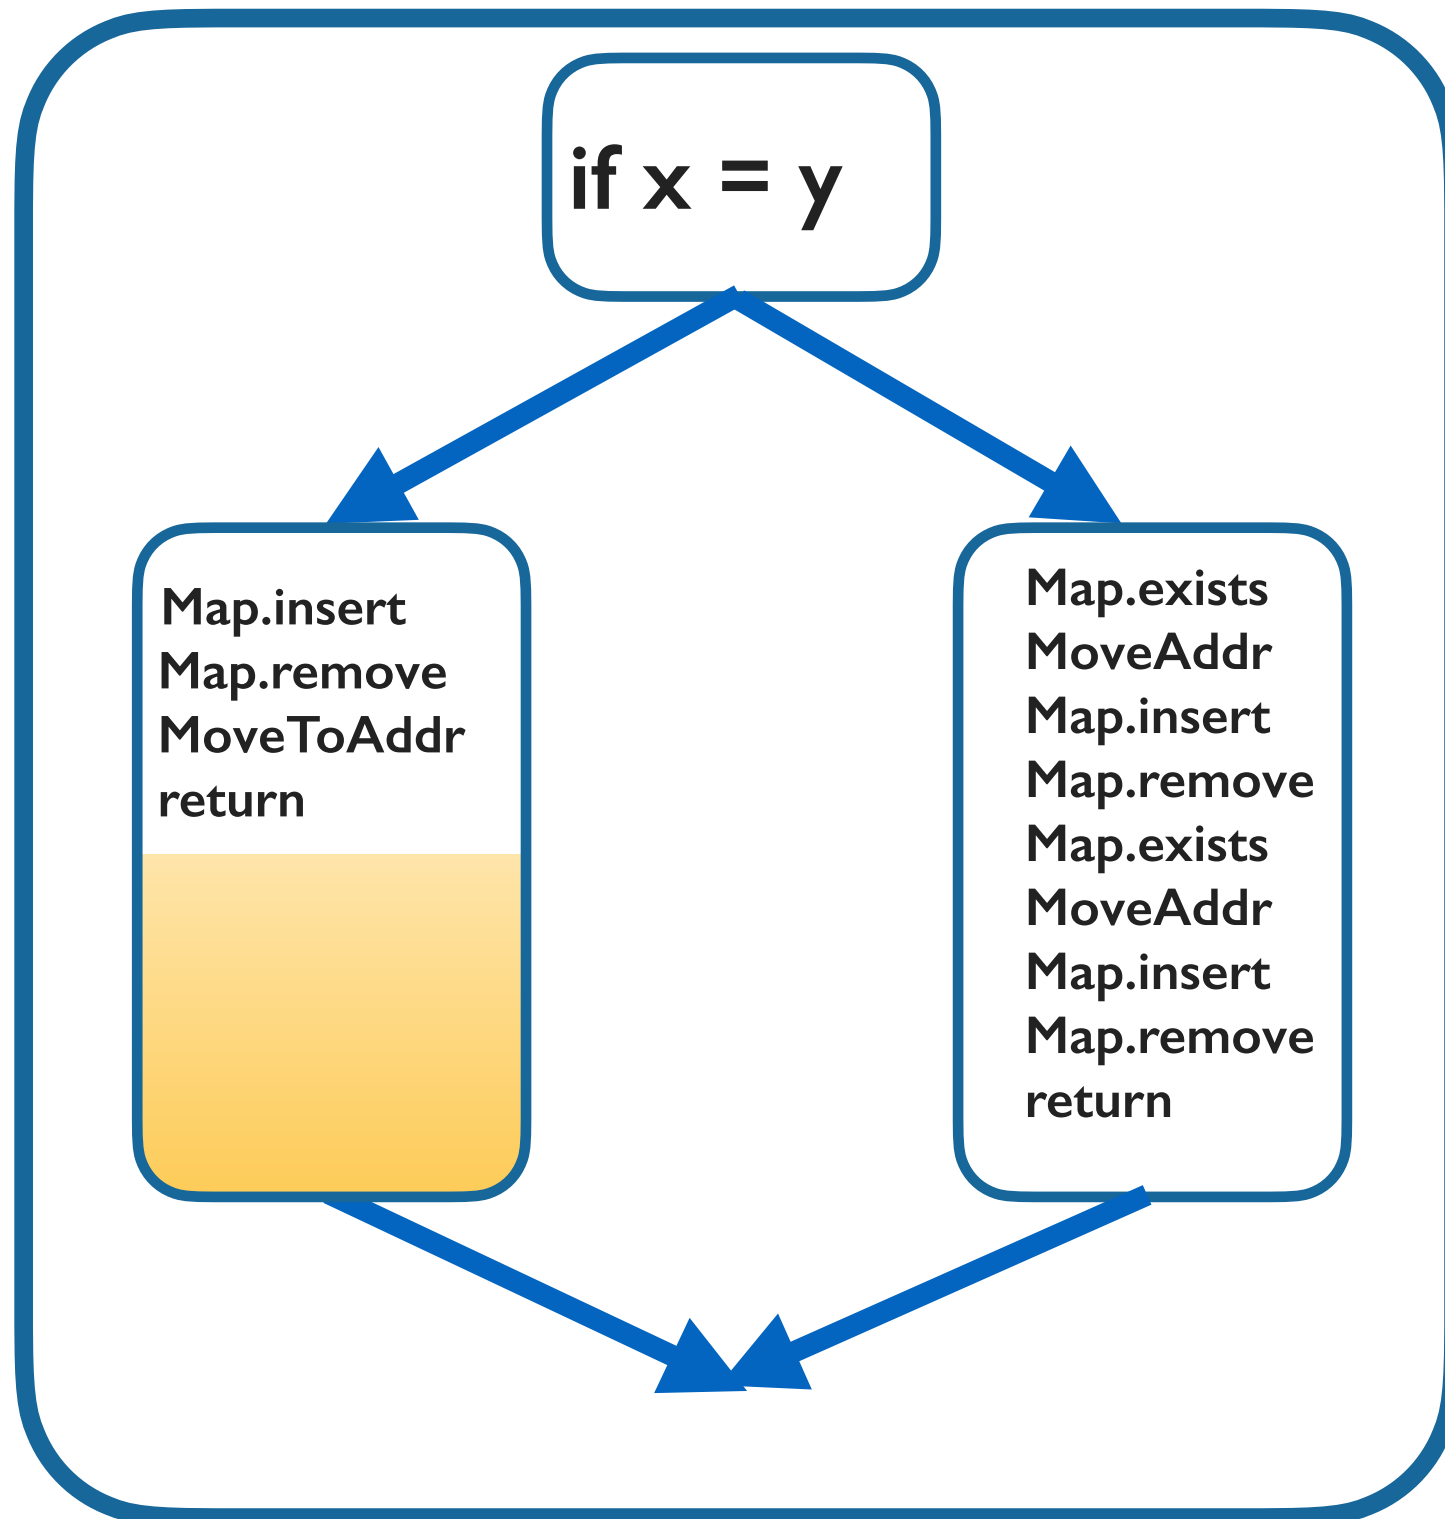 if x = y
Map.insert
Map.remove
MoveToAddr
return
Map.exists
MoveAddr
Map.insert
Map.remove
Map.exists
MoveAddr
Map.insert
Map.remove
return